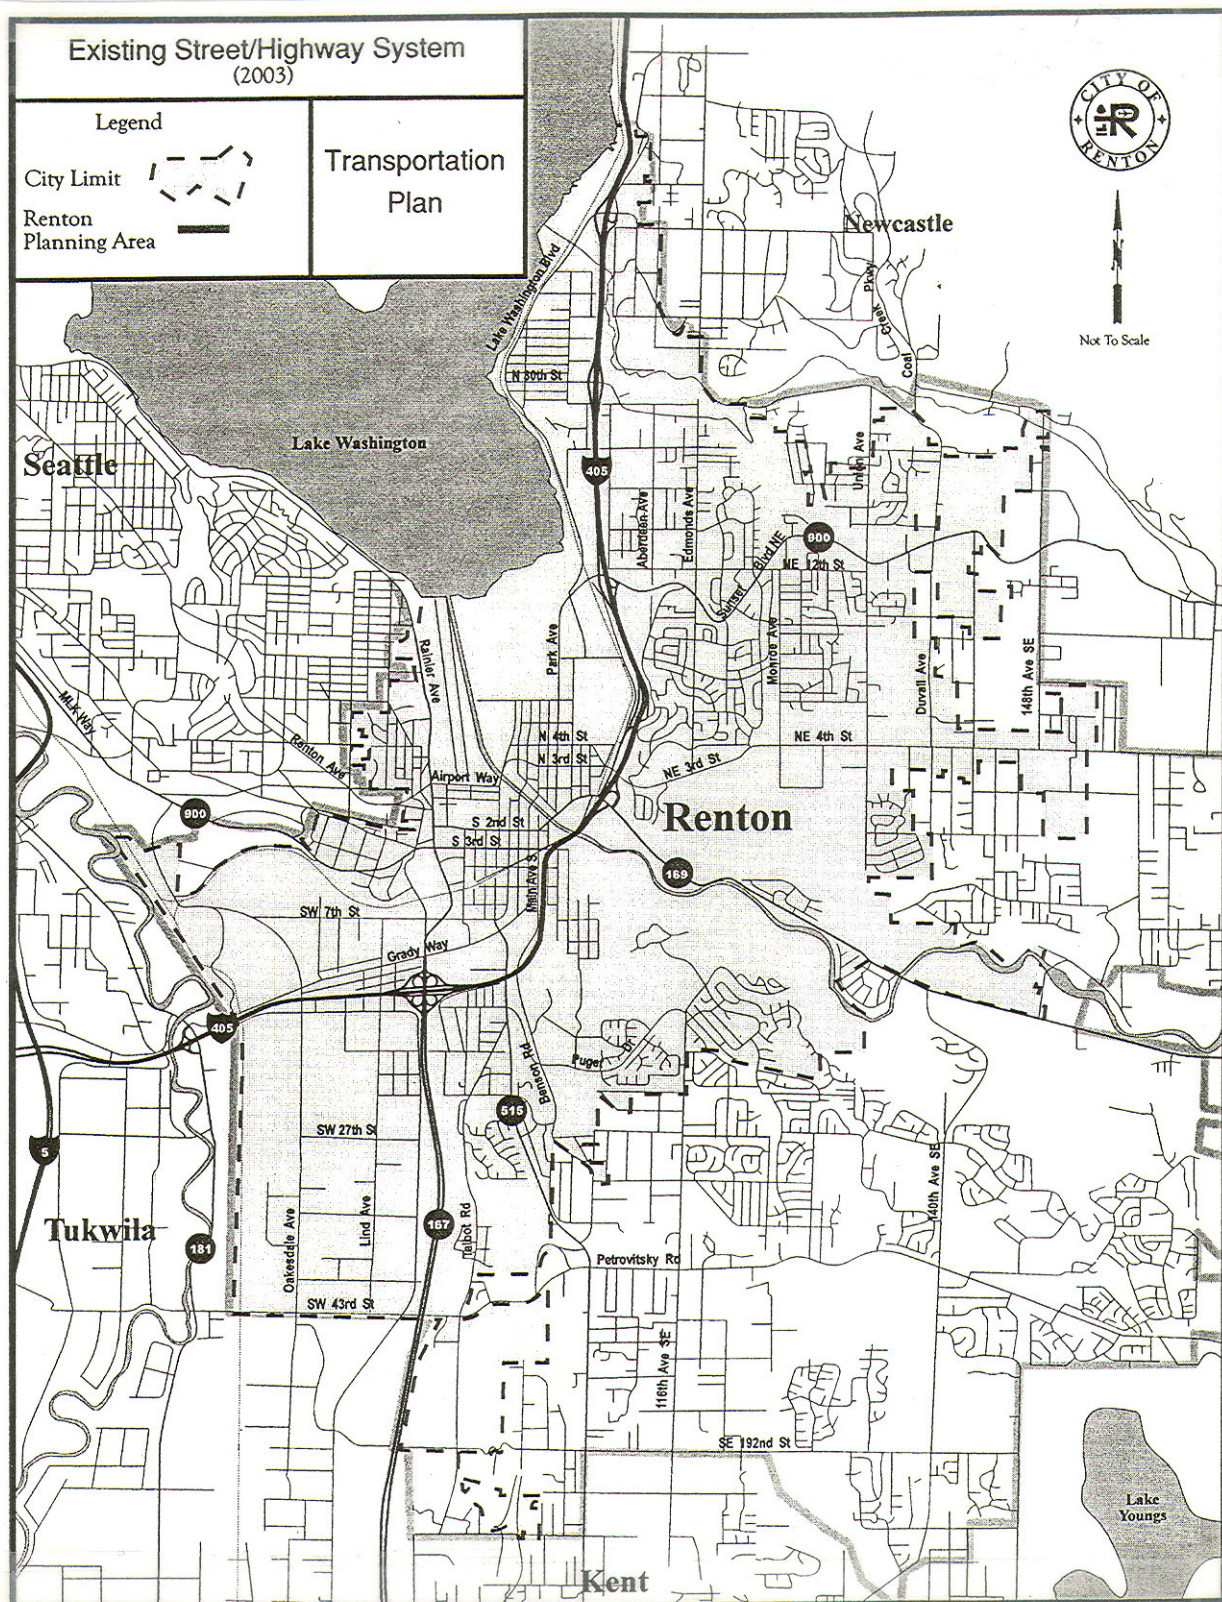 Existing Street/Highway System
(2003)
Legend
City Limit
Renton
Planning Area
Transportation
Plan
CITY OF
R
RENTON
N
Not To Scale
Newcastle
Coal Creek Pkwy
Lake Washington Blvd
N 30th St
Lake Washington
Seattle
405
Aberdeen Ave
Edmonds Ave
Union Ave
900
Sunset Blvd NE
NE 12th St
Park Ave
Rainier Ave
Monroe Ave
Duvall Ave
148th Ave SE
MLK Way
Renton Ave
N 4th St
N 3rd St
NE 4th St
NE 3rd St
Airport Way
900
S 2nd St
S 3rd St
Renton
Main Ave S
169
SW 7th St
Grady Way
405
Benson Rd
Puget Dr
515
SW 27th St
5
140th Ave SE
Tukwila
181
Oakesdale Ave
Lind Ave
167
Talbot Rd
Petrovitsky Rd
SW 43rd St
116th Ave SE
SE 192nd St
Lake
Youngs
Kent